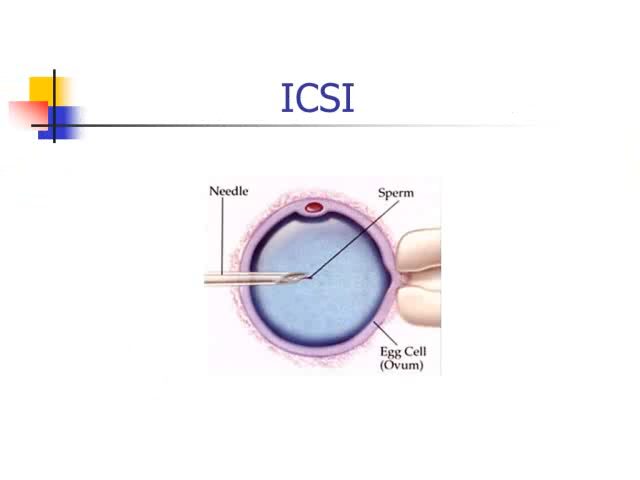 ICSI
Needle
Sperm
Egg Cell
(Ovum)